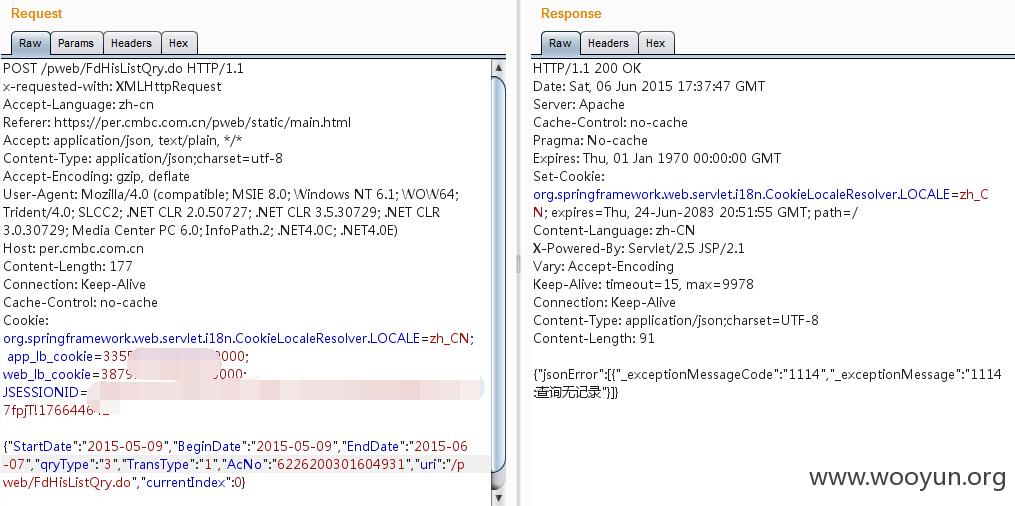 Request
Raw Params Headers Hex
POST /pweb/FdHisListQry.do HTTP/1.1
x-requested-with: XMLHttpRequest
Accept-Language: zh-cn
Referer: https://per.cmbc.com.cn/pweb/static/main.html
Accept: application/json, text/plain, */*
Content-Type: application/json;charset=utf-8
Accept-Encoding: gzip, deflate
User-Agent: Mozilla/4.0 (compatible; MSIE 8.0; Windows NT 6.1; WOW64;
Trident/4.0; SLCC2; .NET CLR 2.0.50727; .NET CLR 3.5.30729; .NET CLR
3.0.30729; Media Center PC 6.0; InfoPath.2; .NET4.0C; .NET4.0E)
Host: per.cmbc.com.cn
Content-Length: 177
Connection: Keep-Alive
Cache-Control: no-cache
Cookie:
org.springframework.web.servlet.i18n.CookieLocaleResolver.LOCALE=zh_CN;
app_lb_cookie=335 0000;
web_lb_cookie=387 000;
JSESSIONID=
7fpjT!1766446
{"StartDate":"2015-05-09","BeginDate":"2015-05-09","EndDate":"2015-06
-07","qryType":"3","TransType":"1","AcNo":"6226200301604931","uri":"/p
web/FdHisListQry.do","currentIndex":0}
Response
Raw Headers Hex
HTTP/1.1 200 OK
Date: Sat, 06 Jun 2015 17:37:47 GMT
Server: Apache
Cache-Control: no-cache
Pragma: No-cache
Expires: Thu, 01 Jan 1970 00:00:00 GMT
Set-Cookie:
org.springframework.web.servlet.i18n.CookieLocaleResolver.LOCALE=zh_C
N; expires=Thu, 24-Jun-2083 20:51:55 GMT; path=/
Content-Language: zh-CN
X-Powered-By: Servlet/2.5 JSP/2.1
Vary: Accept-Encoding
Keep-Alive: timeout=15, max=9978
Connection: Keep-Alive
Content-Type: application/json;charset=UTF-8
Content-Length: 91
{"jsonError":[{"_exceptionMessageCode":"1114","_exceptionMessage":"1114
:查询无记录"}]}
www.wooyun.org